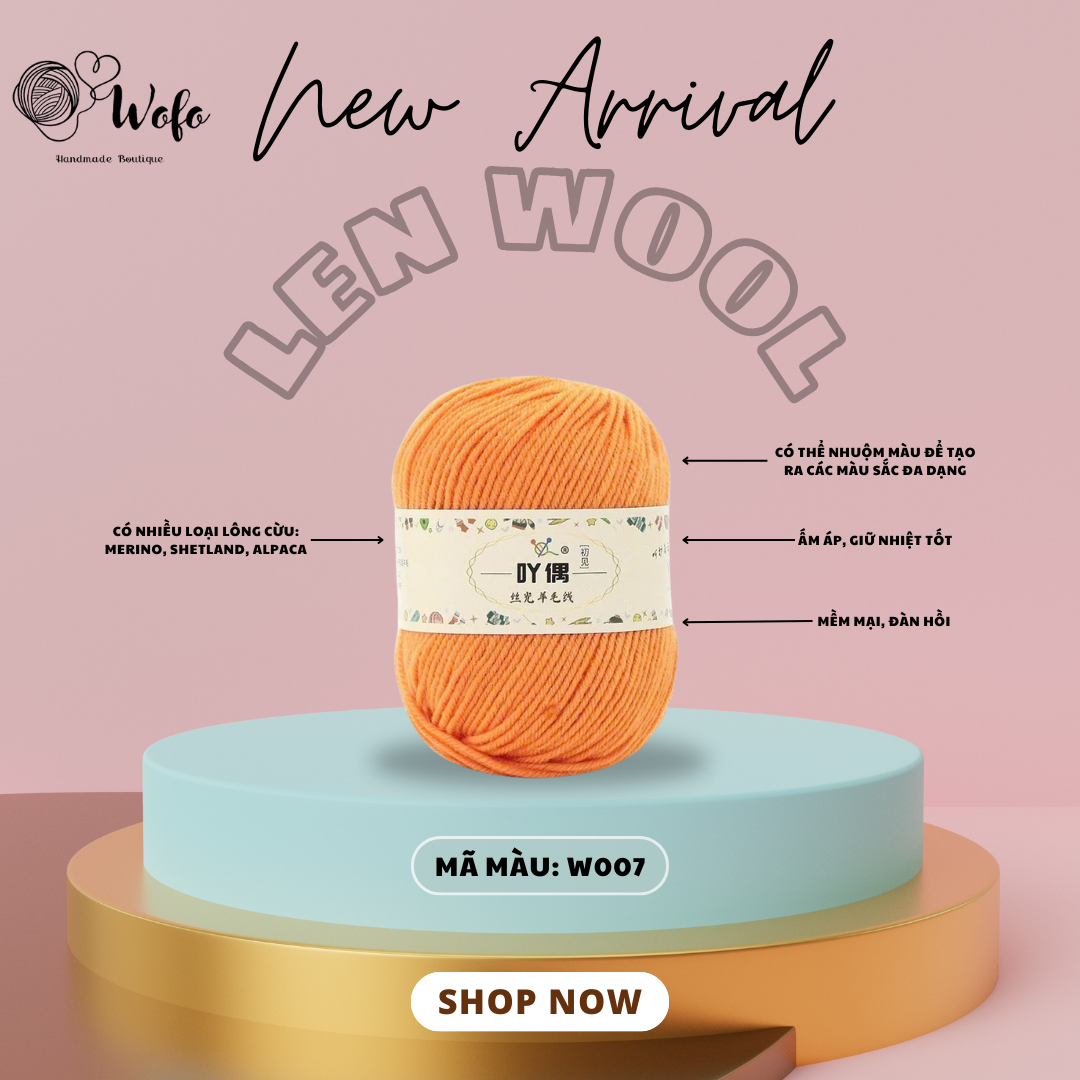 Wofo
Handmade Boutique
New Arrival
LEN WOOL
CÓ THỂ NHUỘM MÀU ĐỂ TẠO
RA CÁC MÀU SẮC ĐA DẠNG
CÓ NHIỀU LOẠI LÔNG CỪU:
MERINO, SHETLAND, ALPACA
ẤM ÁP, GIỮ NHIỆT TỐT
MỀM MẠI, ĐÀN HỒI
®
[初见]
吖偶
丝光羊毛线
MÃ MÀU: W007
SHOP NOW